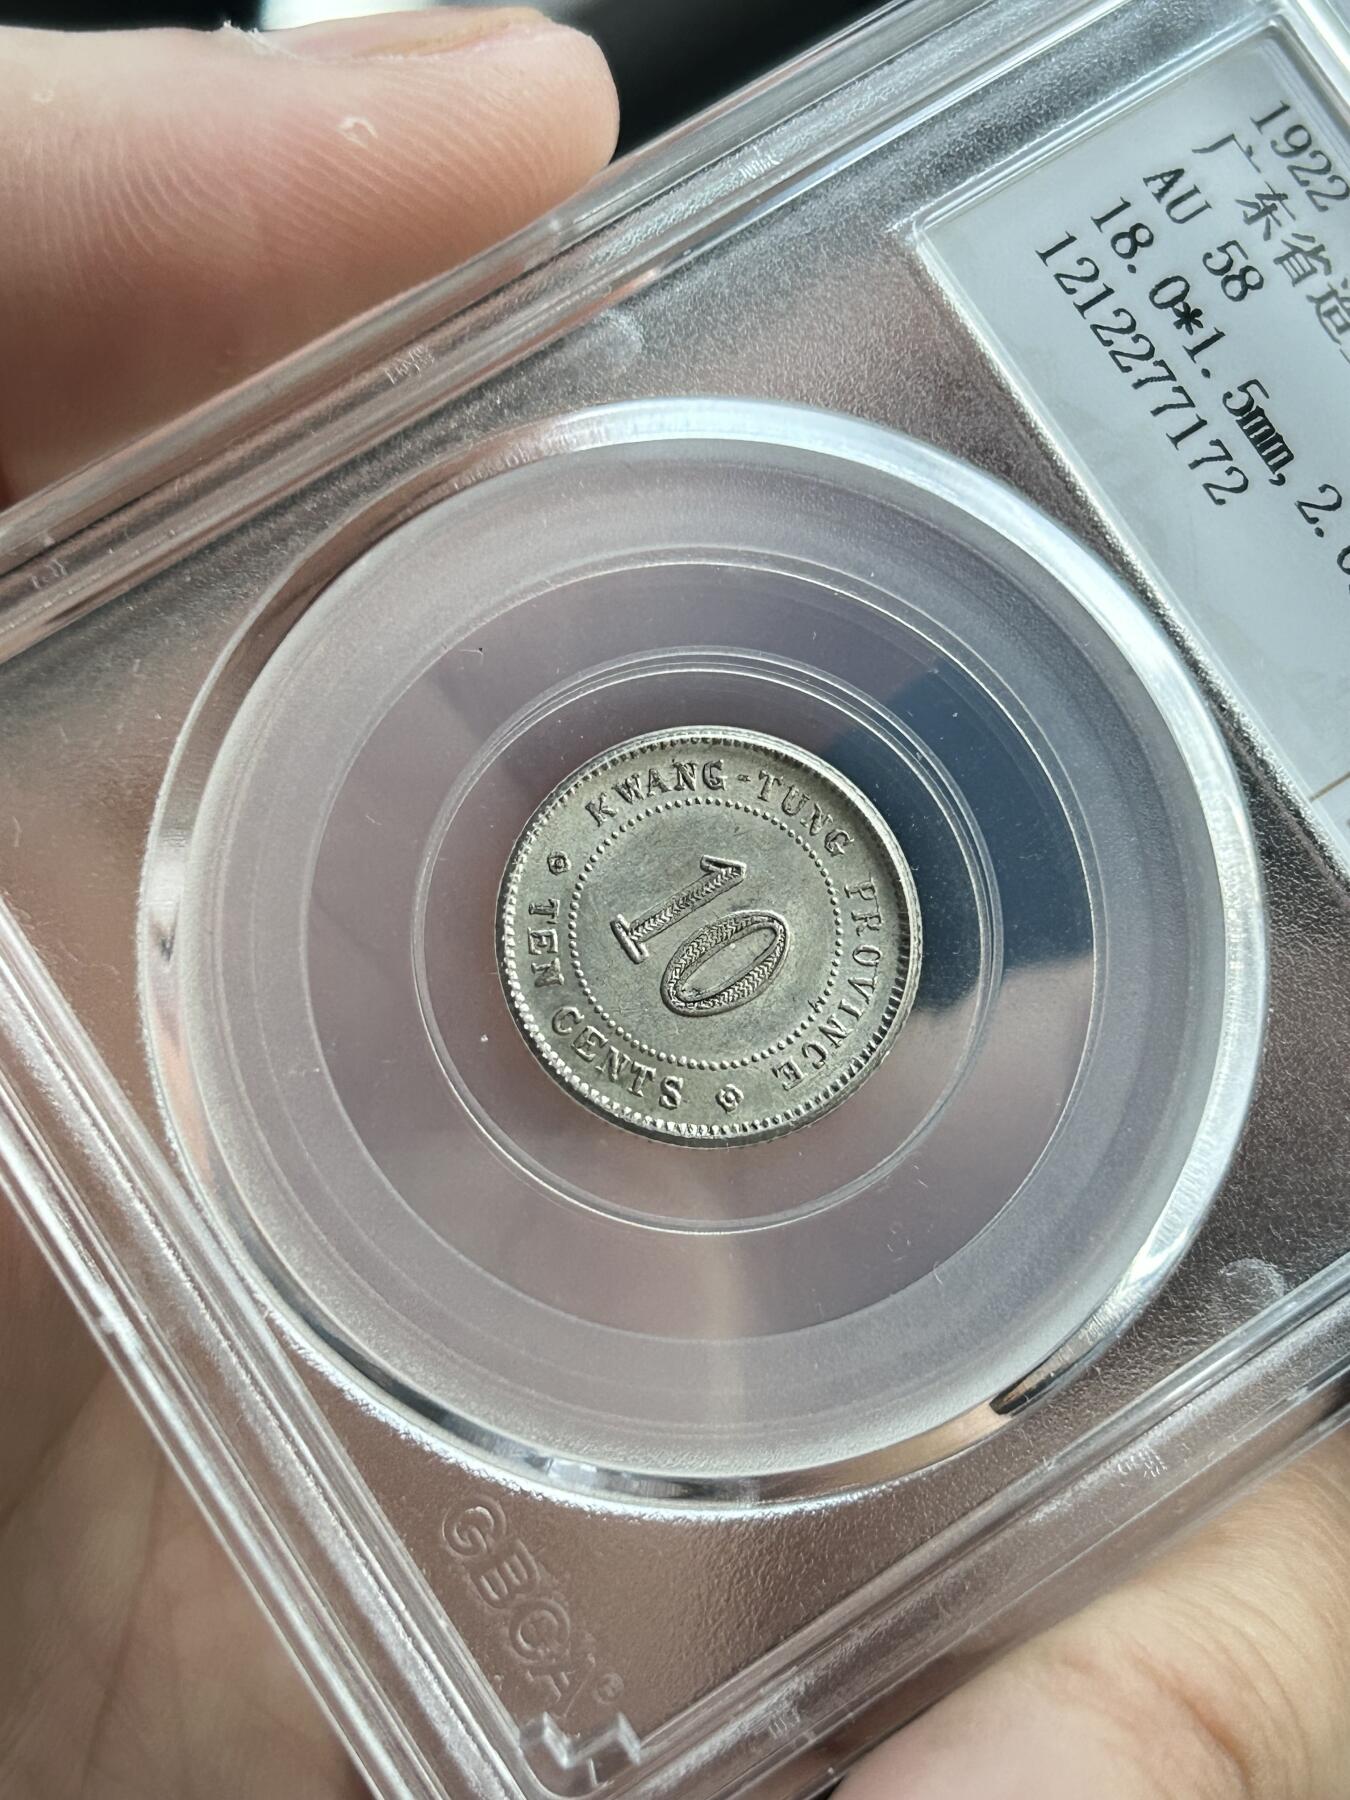 1922
广东省造
AU 58
18.0*1.5mm, 2.
1212277172
KWANG-TUNG PROVINCE
10
TEN CENTS
GBCA®